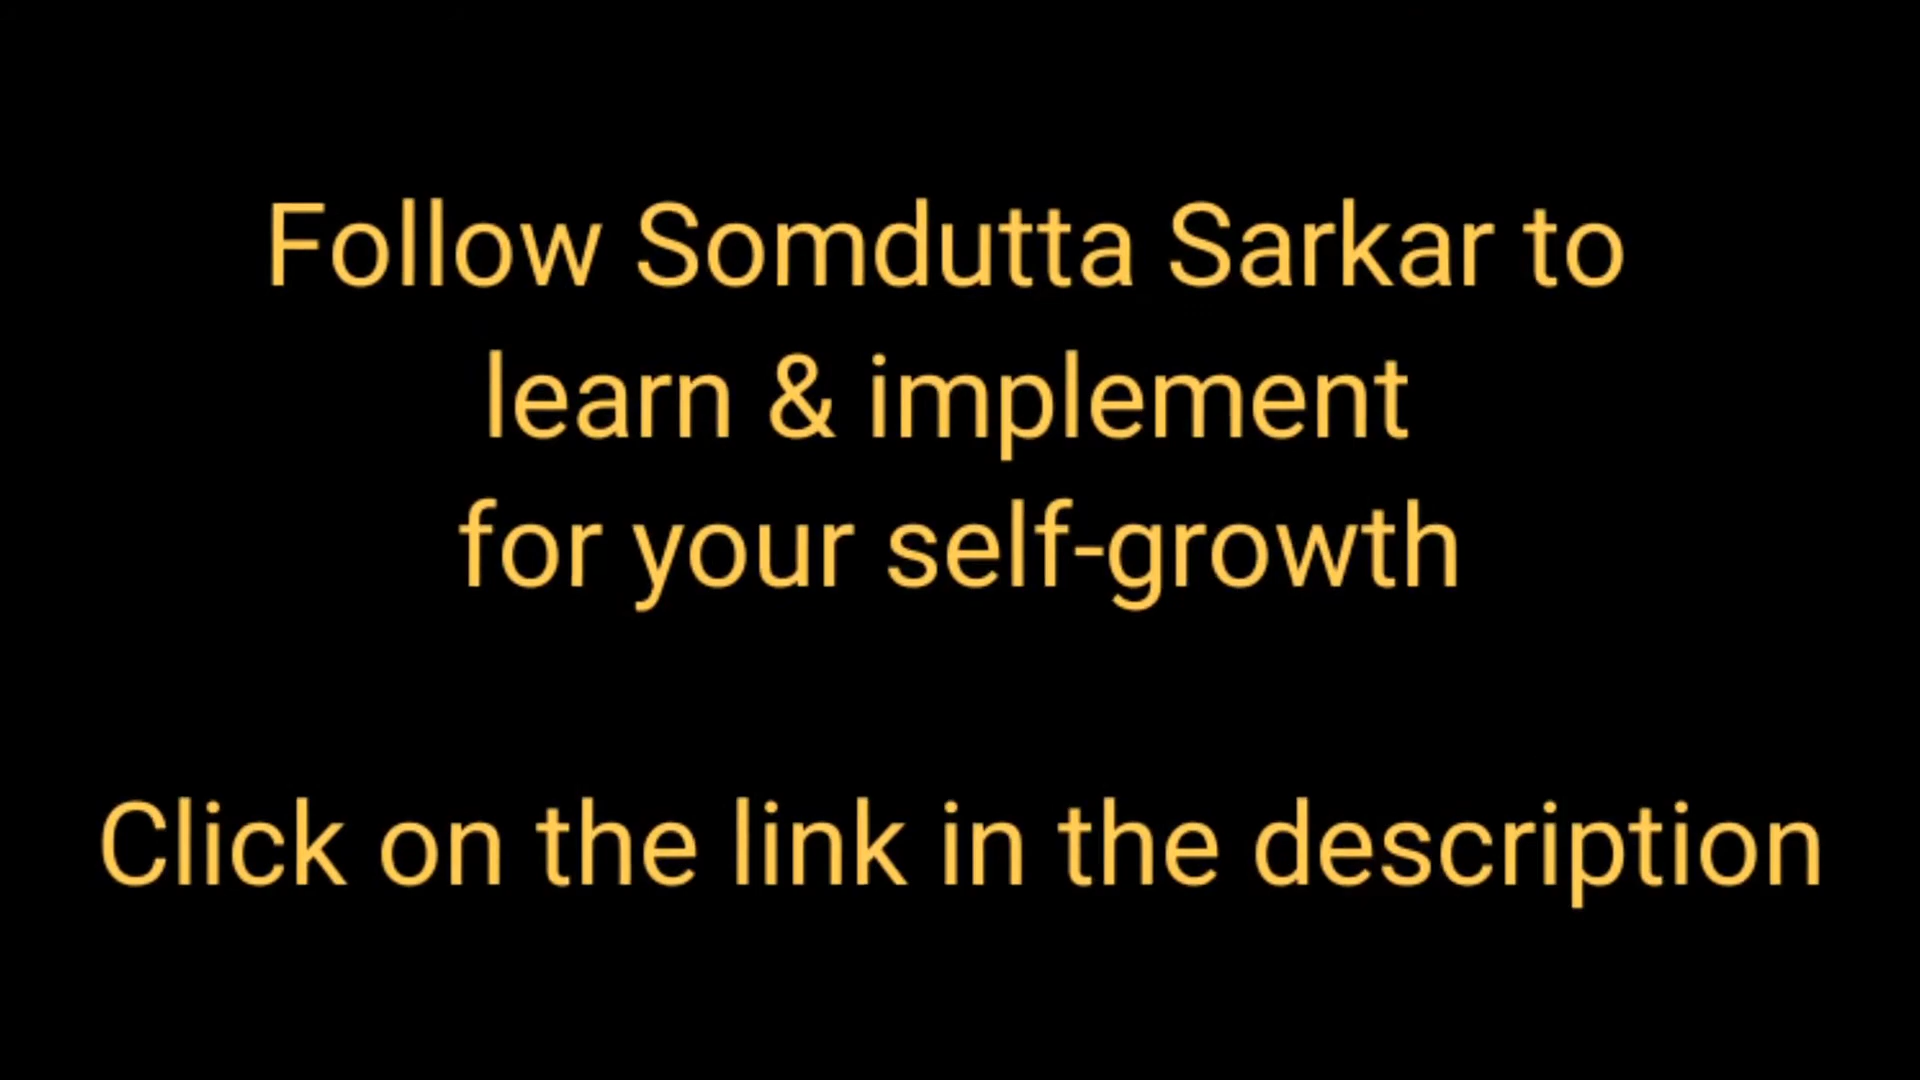 Follow Somdutta Sarkar to
learn & implement
for your self-growth
Click on the link in the description